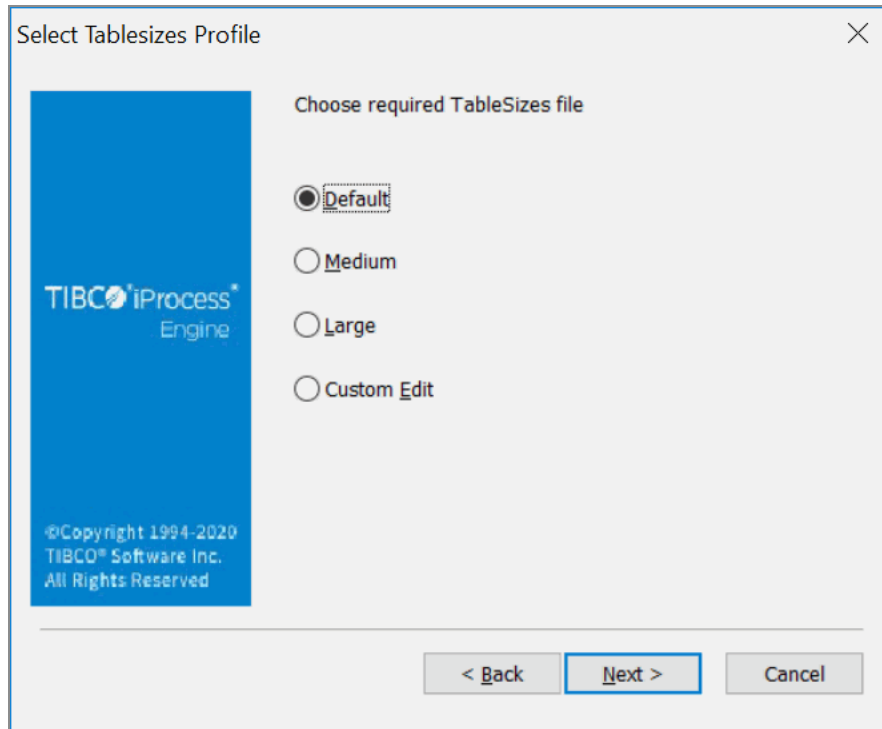 Select Tablesizes Profile
Choose required TableSizes file
Default
Medium
Large
Custom Edit
TIBCO® iProcess®
Engine
©Copyright 1994-2020
TIBCO® Software Inc.
All Rights Reserved
< Back
Next >
Cancel